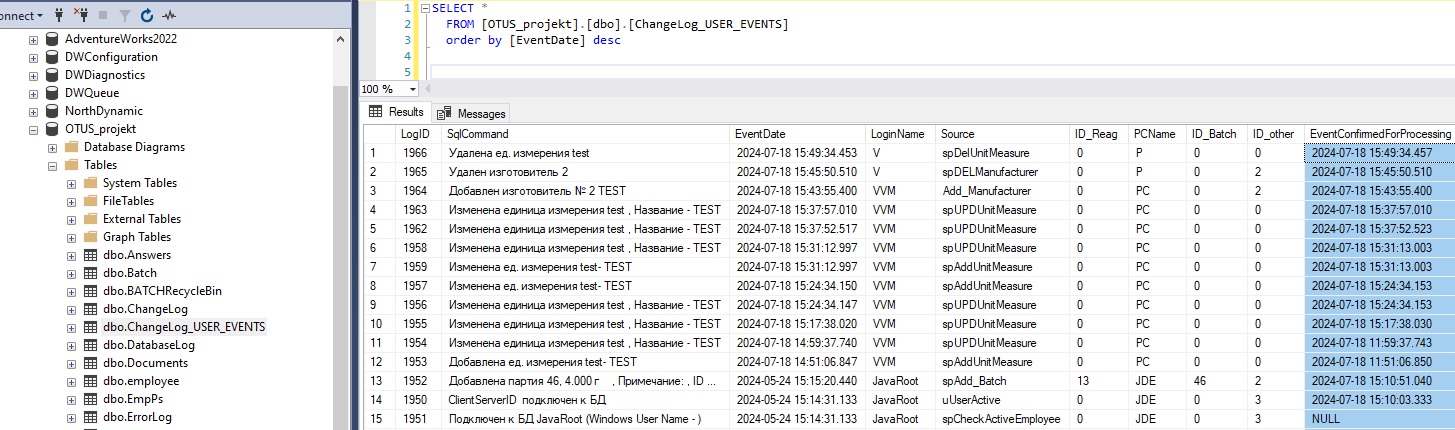 onnect
AdventureWorks2022
DWConfiguration
DWDiagnostics
DWQueue
NorthDynamic
OTUS_projekt
Database Diagrams
Tables
System Tables
FileTables
External Tables
Graph Tables
dbo.Answers
dbo.Batch
dbo.BATCHRecycleBin
dbo.ChangeLog
dbo.ChangeLog_USER_EVENTS
dbo.DatabaseLog
dbo.Documents
dbo.employee
dbo.EmpPs
dbo.ErrorLog
1 SELECT *
2 FROM [OTUS_projekt].[dbo].[ChangeLog_USER_EVENTS]
3 order by [EventDate] desc
4
5
100 %
Results Messages
LogID SqlCommand EventDate LoginName Source ID_Reag PCName ID_Batch ID_other EventConfirmedForProcessing
1 1966 Удалена ед. измерения test 2024-07-18 15:49:34.453 V spDelUnitMeasure 0 P 0 0 2024-07-18 15:49:34.457
2 1965 Удален изготовитель 2 2024-07-18 15:45:50.510 V spDELManufacturer 0 P 0 2 2024-07-18 15:45:50.510
3 1964 Добавлен изготовитель № 2 TEST 2024-07-18 15:43:55.400 VVM Add_Manufacturer 0 PC 0 2 2024-07-18 15:43:55.400
4 1963 Изменена единица измерения test , Название - TEST 2024-07-18 15:37:57.010 VVM spUPDUnitMeasure 0 PC 0 0 2024-07-18 15:37:57.010
5 1962 Изменена единица измерения test , Название - TEST 2024-07-18 15:37:52.517 VVM spUPDUnitMeasure 0 PC 0 0 2024-07-18 15:37:52.523
6 1958 Изменена единица измерения test , Название - TEST 2024-07-18 15:31:12.997 VVM spUPDUnitMeasure 0 PC 0 0 2024-07-18 15:31:13.003
7 1959 Изменена ед. измерения test- TEST 2024-07-18 15:31:12.997 VVM spAddUnitMeasure 0 PC 0 0 2024-07-18 15:31:13.003
8 1957 Изменена ед. измерения test- TEST 2024-07-18 15:24:34.150 VVM spAddUnitMeasure 0 PC 0 0 2024-07-18 15:24:34.153
9 1956 Изменена единица измерения test , Название - TEST 2024-07-18 15:24:34.147 VVM spUPDUnitMeasure 0 PC 0 0 2024-07-18 15:24:34.153
10 1955 Изменена единица измерения test , Название - TEST 2024-07-18 15:17:38.020 VVM spUPDUnitMeasure 0 PC 0 0 2024-07-18 15:17:38.030
11 1954 Изменена единица измерения test , Название - TEST 2024-07-18 14:59:37.740 VVM spUPDUnitMeasure 0 PC 0 0 2024-07-18 11:59:37.743
12 1953 Добавлена ед. измерения test- TEST 2024-07-18 14:51:06.847 VVM spAddUnitMeasure 0 PC 0 0 2024-07-18 11:51:06.850
13 1952 Добавлена партия 46, 4.000 г , Примечание: , ID ... 2024-05-24 15:15:20.440 JavaRoot spAdd_Batch 13 JDE 46 2 2024-07-18 15:10:51.040
14 1950 ClientServerID подключен к БД 2024-05-24 15:14:31.133 JavaRoot uUserActive 0 JDE 0 3 2024-07-18 15:10:03.333
15 1951 Подключен к БД JavaRoot (Windows User Name - ) 2024-05-24 15:14:31.133 JavaRoot spCheckActiveEmployee 0 JDE 0 3 NULL